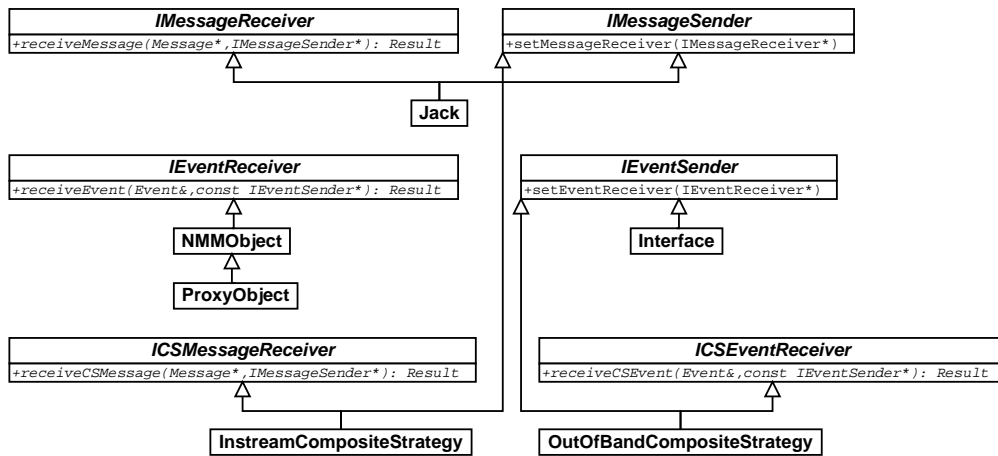 IMessageReceiver
+receiveMessage(Message*,IMessageSender*): Result
IMessageSender
+setMessageReceiver(IMessageReceiver*)
Jack
IEventReceiver
+receiveEvent(Event&,const IEventSender*): Result
IEventSender
+setEventReceiver(IEventReceiver*)
NMMObject
Interface
ProxyObject
ICSMessageReceiver
+receiveCSMessage(Message*,IMessageSender*): Result
ICSEventReceiver
+receiveCSEvent(Event&,const IEventSender*): Result
InstreamCompositeStrategy
OutOfBandCompositeStrategy